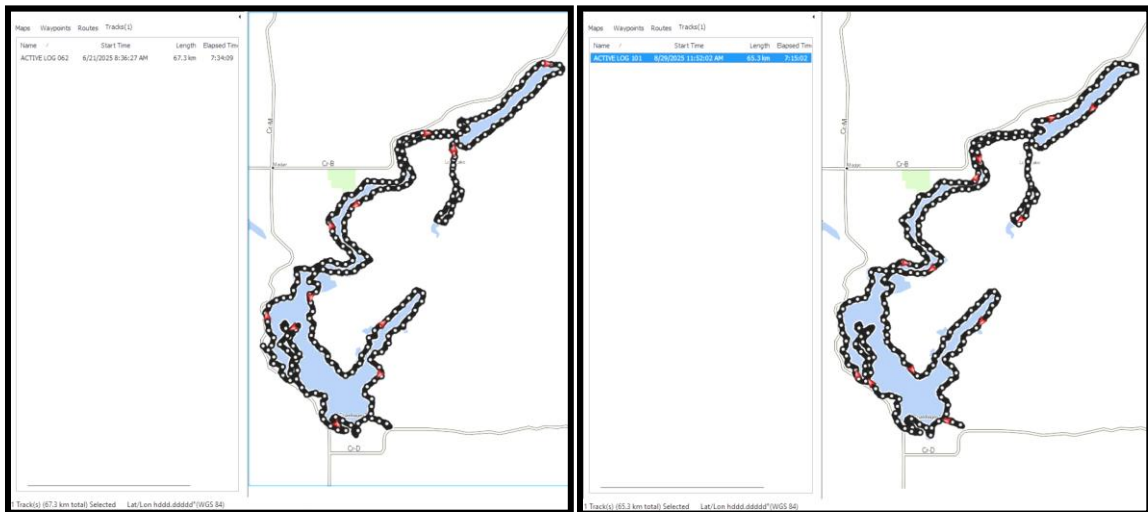 Maps Waypoints Routes Tracks(1)
Name / Start Time Length Elapsed Time
ACTIVE LOG 062 6/21/2025 8:36:27 AM 67.3 km 7:34:09
Cr-M
Cr-B
Cr-D
1 Track(s) (67.3 km total) Selected Lat/Lon hddd.ddddd°(WGS 84)
Maps Waypoints Routes Tracks(1)
Name / Start Time Length Elapsed Time
ACTIVE LOG 101 8/29/2025 11:52:02 AM 65.3 km 7:15:02
Cr-M
Cr-B
Cr-D
1 Track(s) (65.3 km total) Selected Lat/Lon hddd.ddddd°(WGS 84)